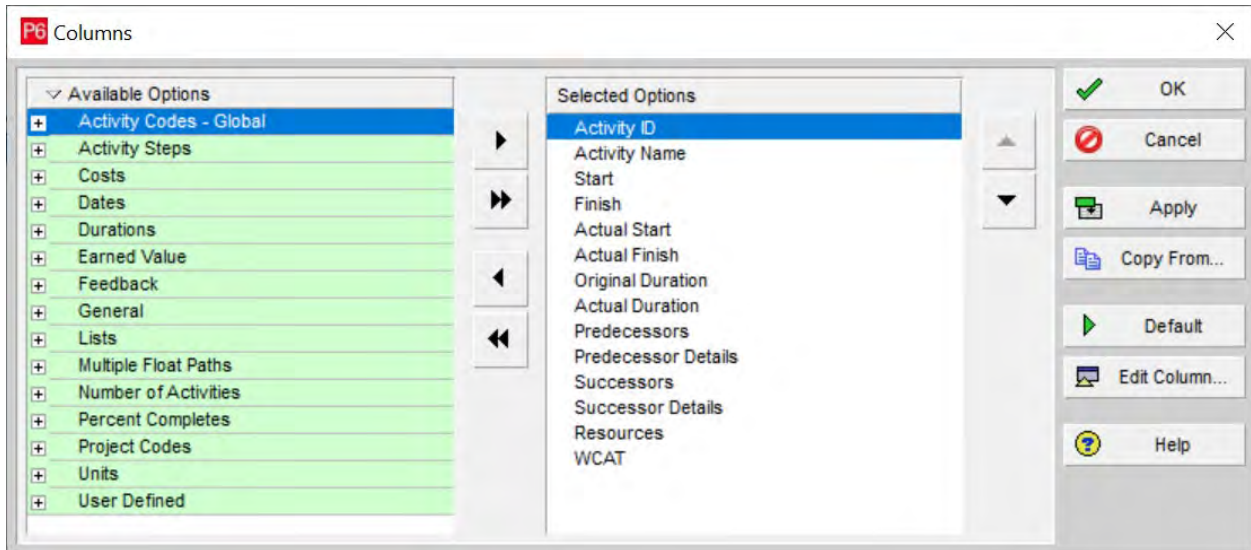 P6 Columns
Available Options
Activity Codes - Global
Activity Steps
Costs
Dates
Durations
Earned Value
Feedback
General
Lists
Multiple Float Paths
Number of Activities
Percent Completes
Project Codes
Units
User Defined
Selected Options
Activity ID
Activity Name
Start
Finish
Actual Start
Actual Finish
Original Duration
Actual Duration
Predecessors
Predecessor Details
Successors
Successor Details
Resources
WCAT
OK
Cancel
Apply
Copy From...
Default
Edit Column...
Help